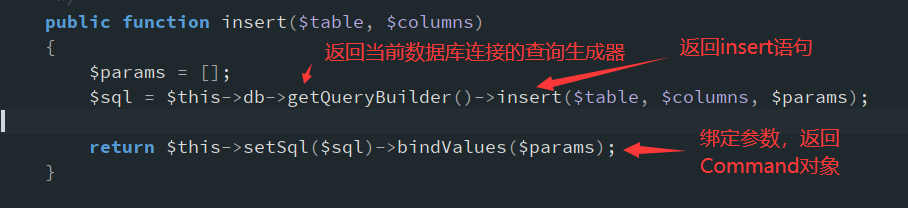 */
public function insert($table, $columns)
{
返回当前数据库连接的查询生成器
返回insert语句
$params = [];
$sql = $this->db->getQueryBuilder()->insert($table, $columns, $params);
return $this->setSql($sql)->bindValues($params);
绑定参数，返回
Command对象
}